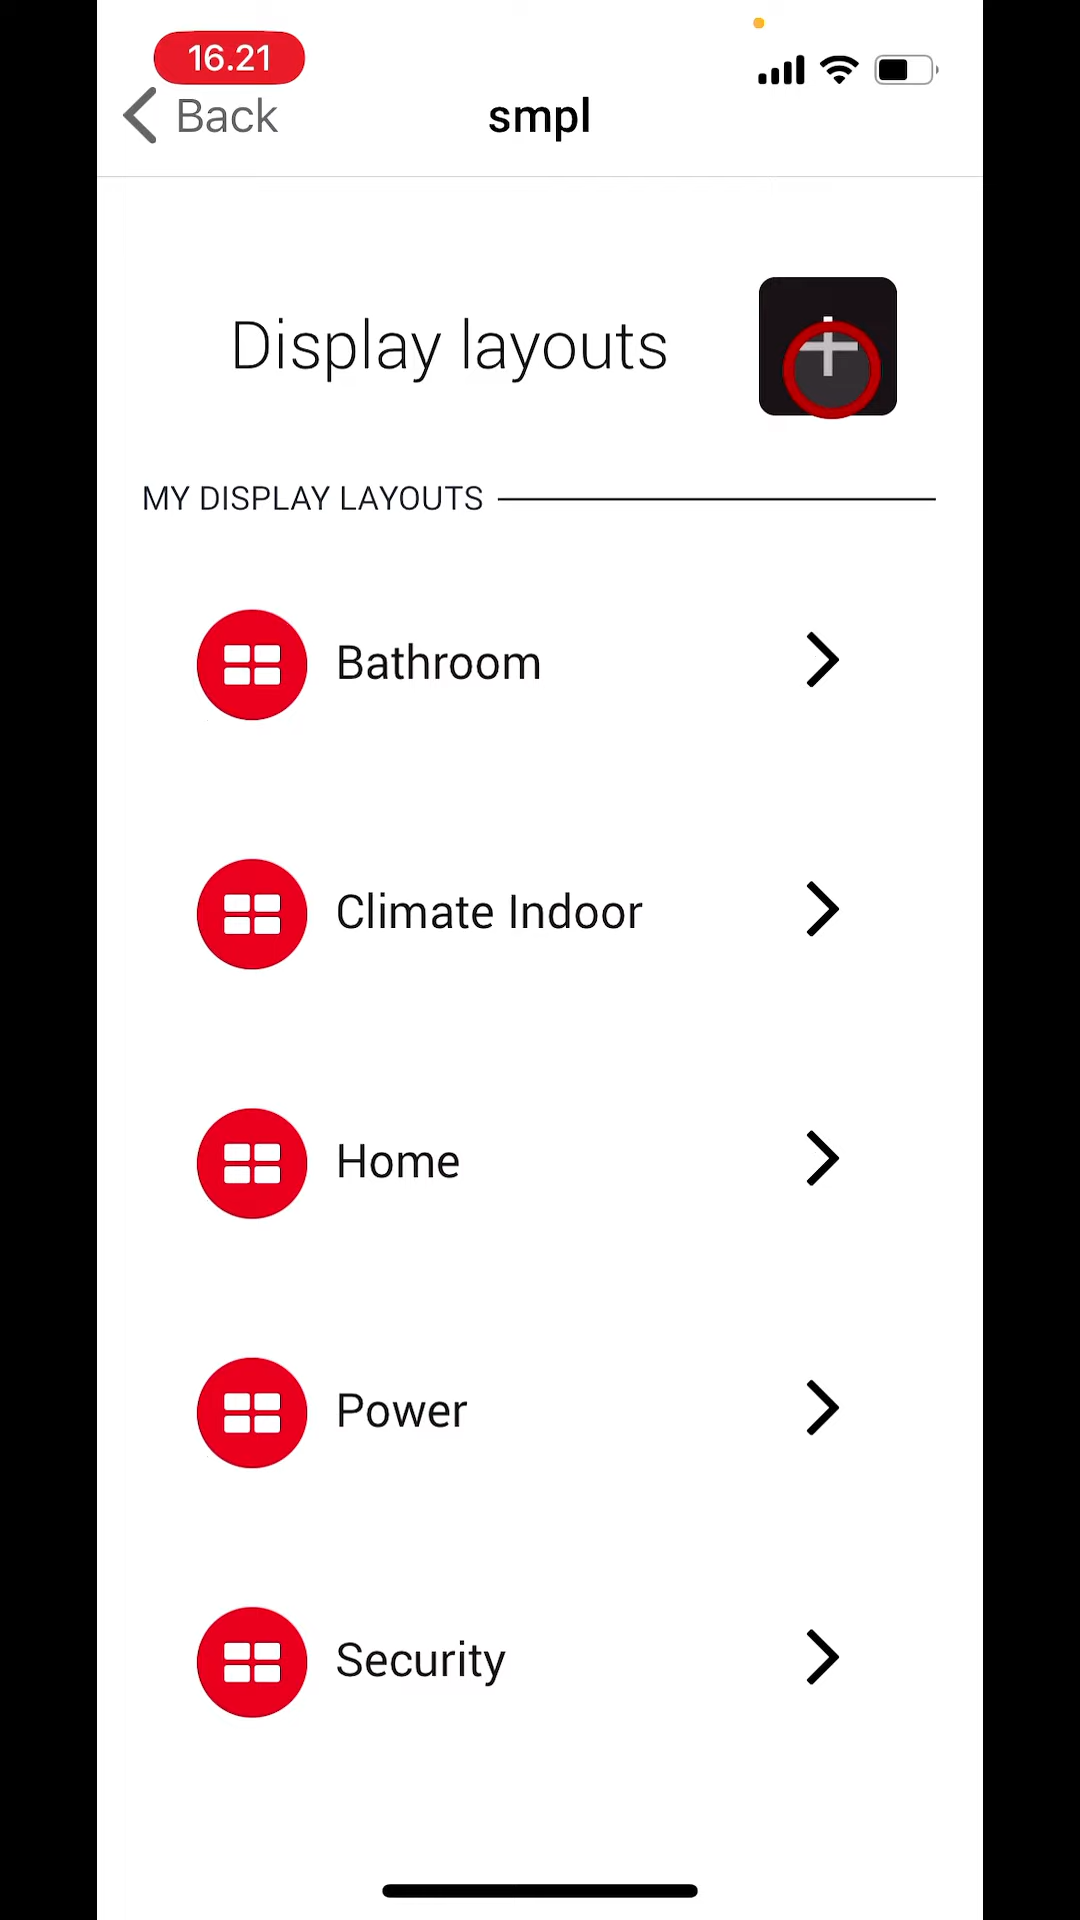 16.21
Back
smpl
Display layouts
MY DISPLAY LAYOUTS
Bathroom
Climate Indoor
Home
Power
Security